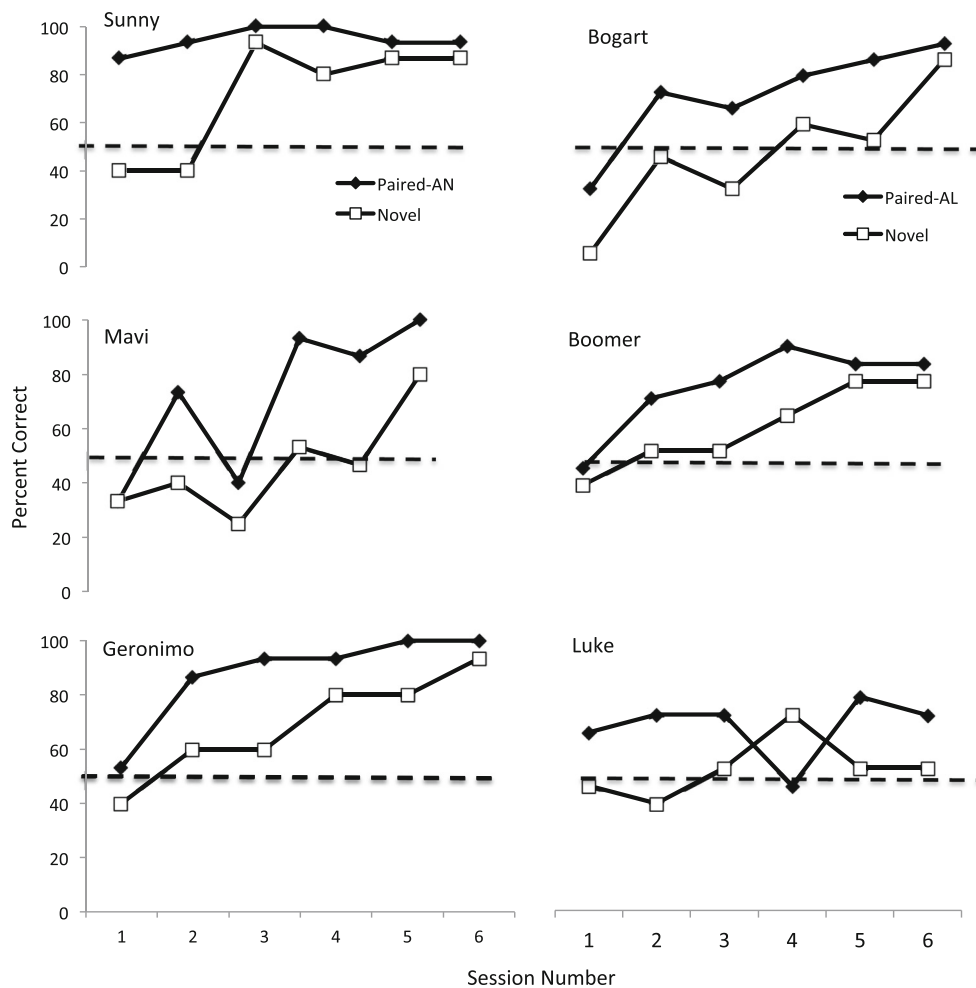 Sunny
100
80
60
40
20
0
Paired-AN
Novel
Bogart
Paired-AL
Novel
Mavi
100
80
60
40
20
0
Boomer
Percent Correct
Geronimo
100
80
60
40
20
0
1 2 3 4 5 6
Luke
1 2 3 4 5 6
Session Number